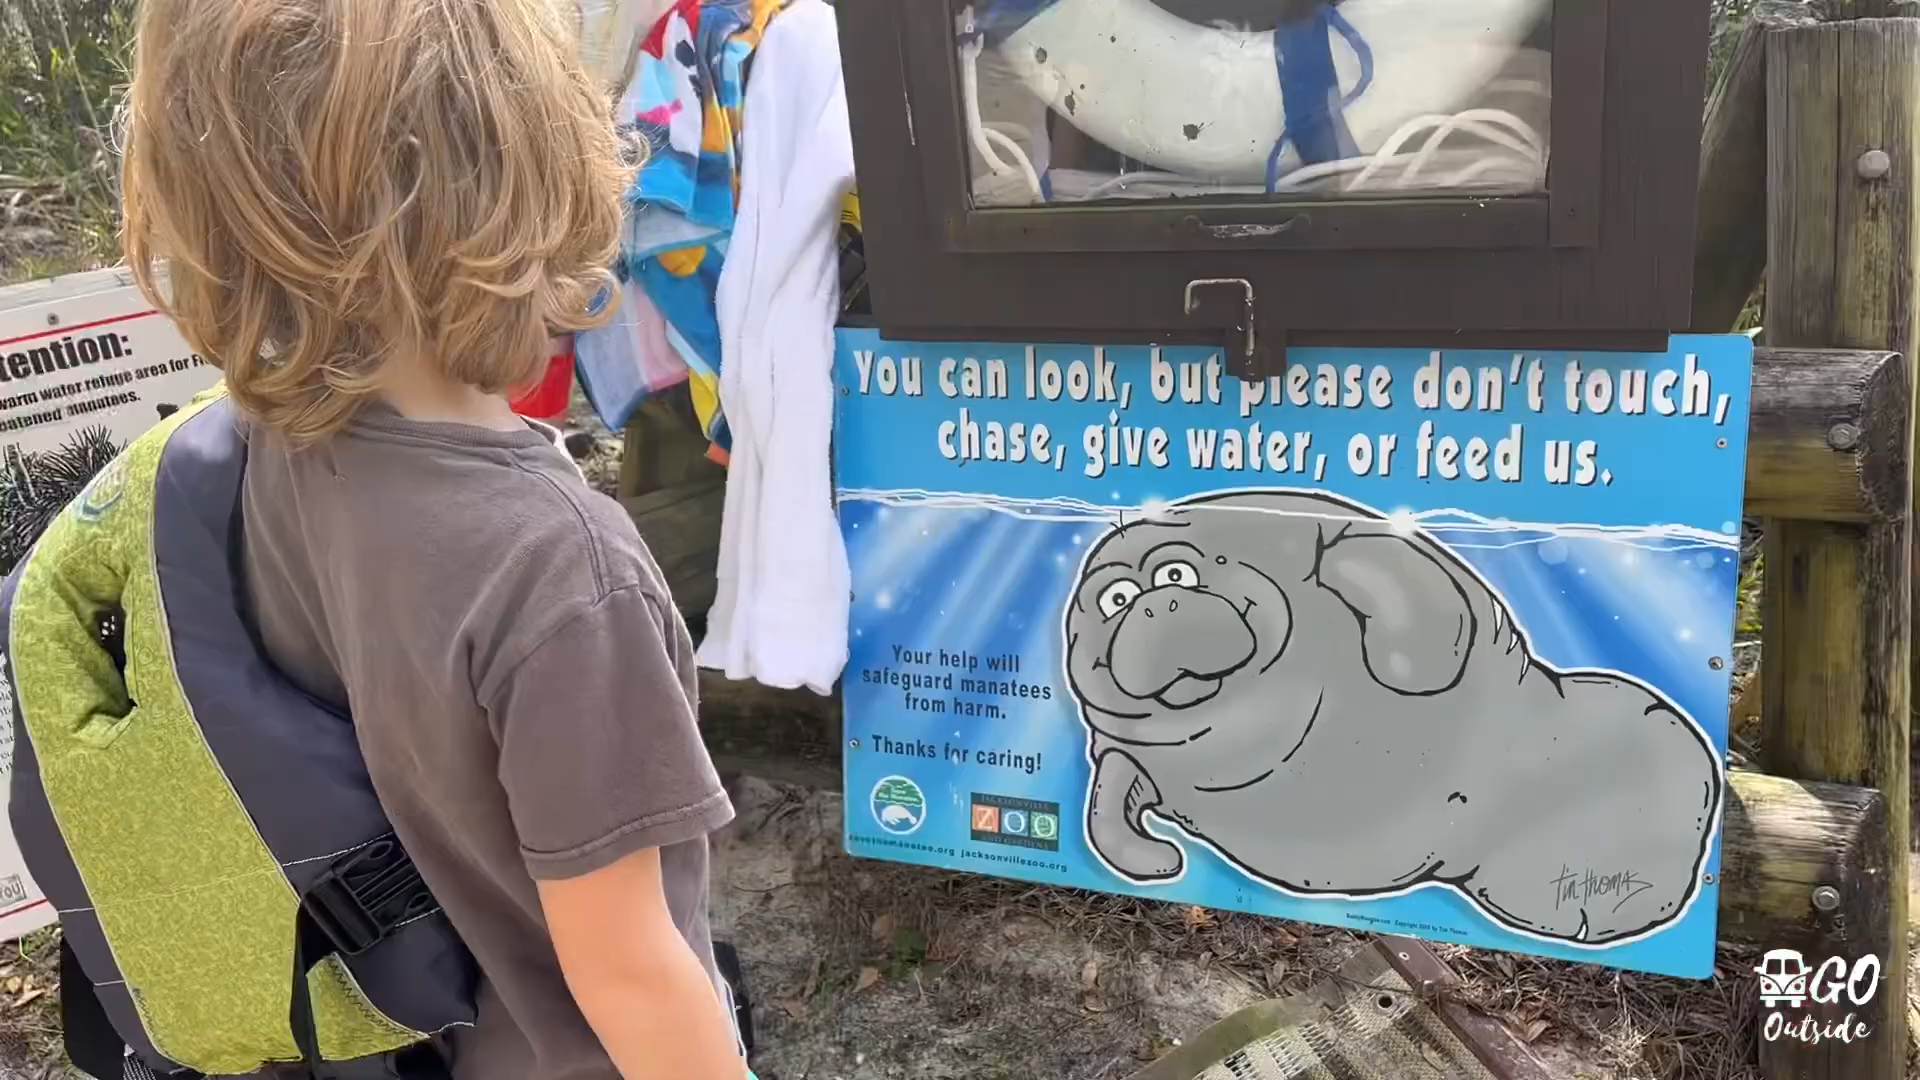 tention:
warm water refuge area for
eatened manatees.
You can look, but please don't touch,
chase, give water, or feed us.
Your help will
safeguard manatees
from harm.
Thanks for caring!
JACKSONVILLE
ZOO
savethemanatee.org jacksonvillezoo.org
Tim Thomas
GO
Outside